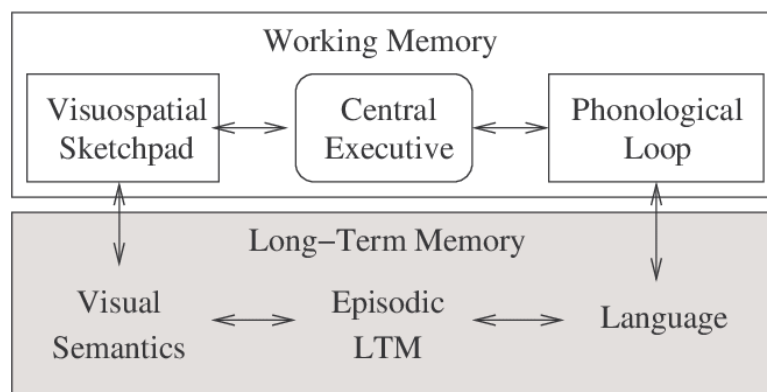 Working Memory
Visuospatial
Sketchpad
Central
Executive
Phonological
Loop
Long–Term Memory
Visual
Semantics
Episodic
LTM
Language